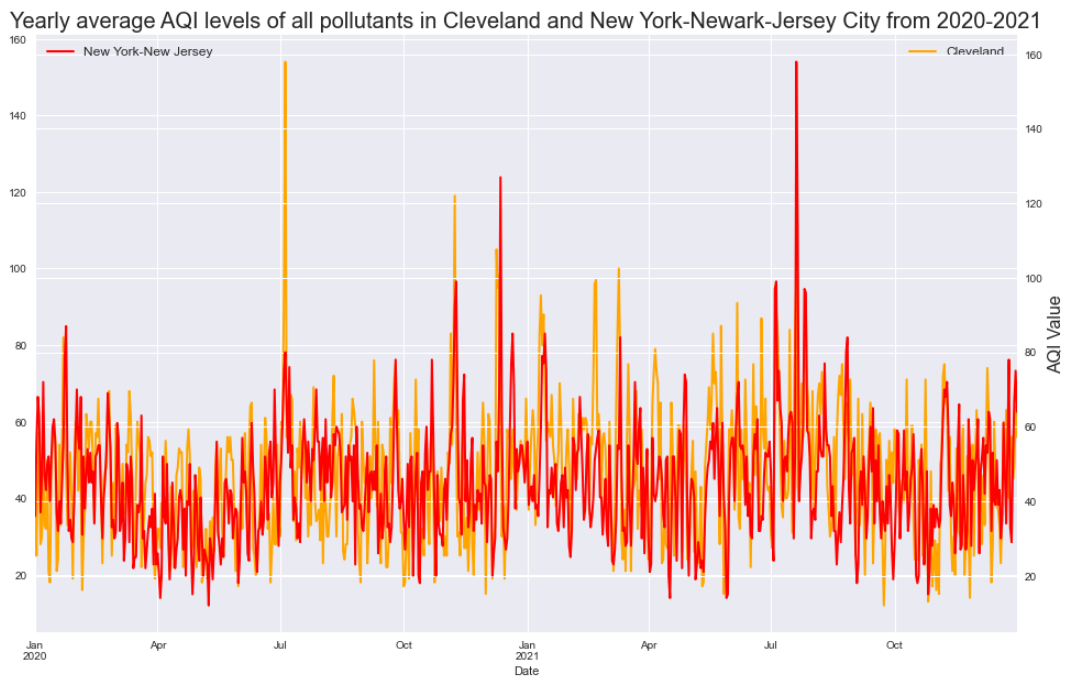 Yearly average AQI levels of all pollutants in Cleveland and New York-Newark-Jersey City from 2020-2021
New York-New Jersey
Cleveland
160
140
120
100
80
60
40
20
160
140
120
100
80
60
40
20
AQI Value
Jan
2020
Apr
Jul
Oct
Jan
2021
Apr
Jul
Oct
Date